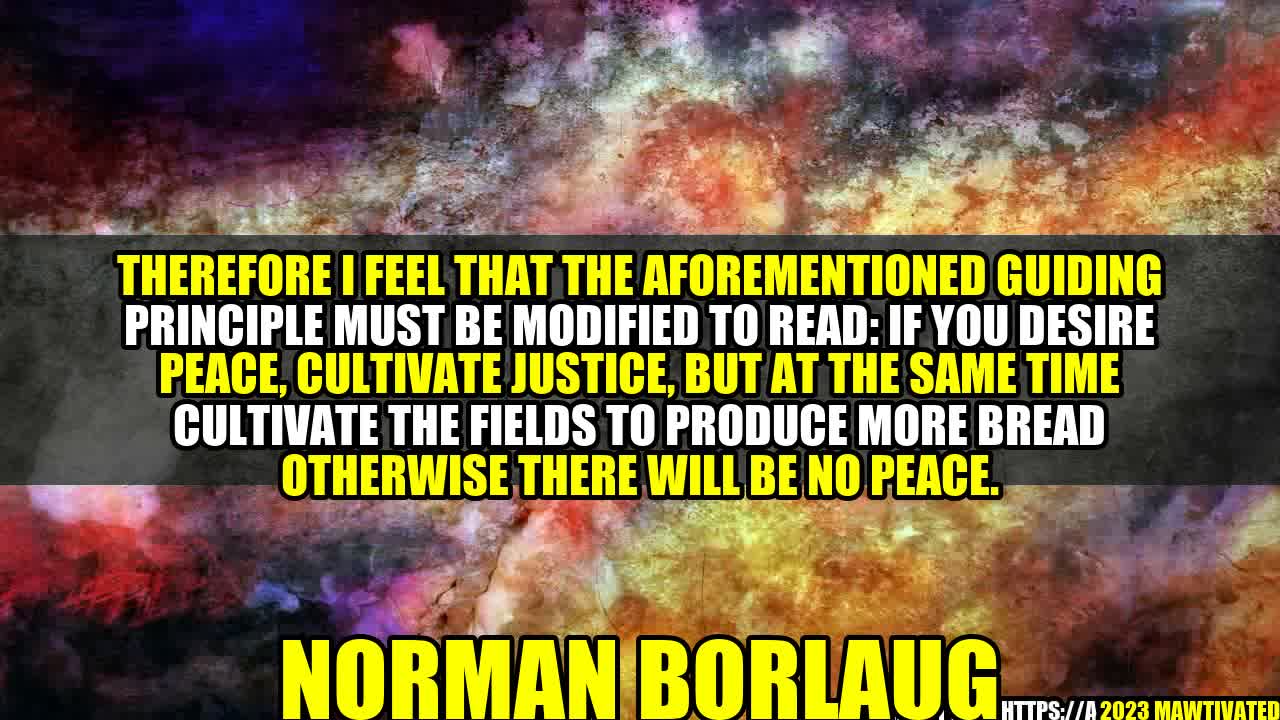 THEREFORE I FEEL THAT THE AFOREMENTIONED GUIDING
PRINCIPLE MUST BE MODIFIED TO READ: IF YOU DESIRE
PEACE, CULTIVATE JUSTICE, BUT AT THE SAME TIME
CULTIVATE THE FIELDS TO PRODUCE MORE BREAD
OTHERWISE THERE WILL BE NO PEACE.
NORMAN BORLAUG
HTTPS://A 2023 MAWTIVATED